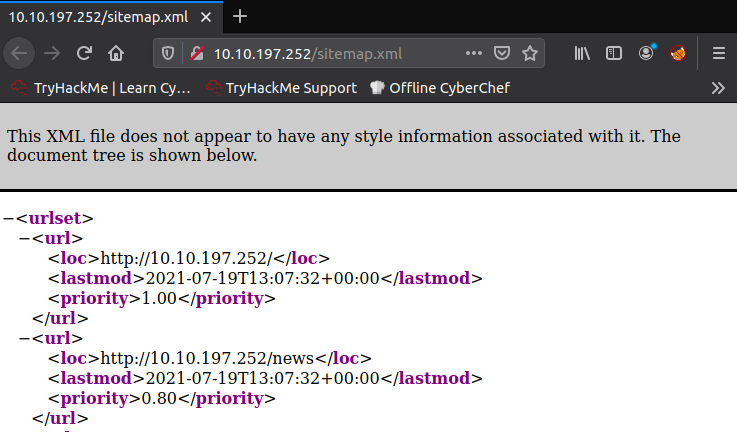 10.10.197.252/sitemap.xml
10.10.197.252/sitemap.xml
TryHackMe | Learn Cy… TryHackMe Support Offline CyberChef
This XML file does not appear to have any style information associated with it. The
document tree is shown below.
−<urlset>
−<url>
<loc>http://10.10.197.252/</loc>
<lastmod>2021-07-19T13:07:32+00:00</lastmod>
<priority>1.00</priority>
</url>
−<url>
<loc>http://10.10.197.252/news</loc>
<lastmod>2021-07-19T13:07:32+00:00</lastmod>
<priority>0.80</priority>
</url>